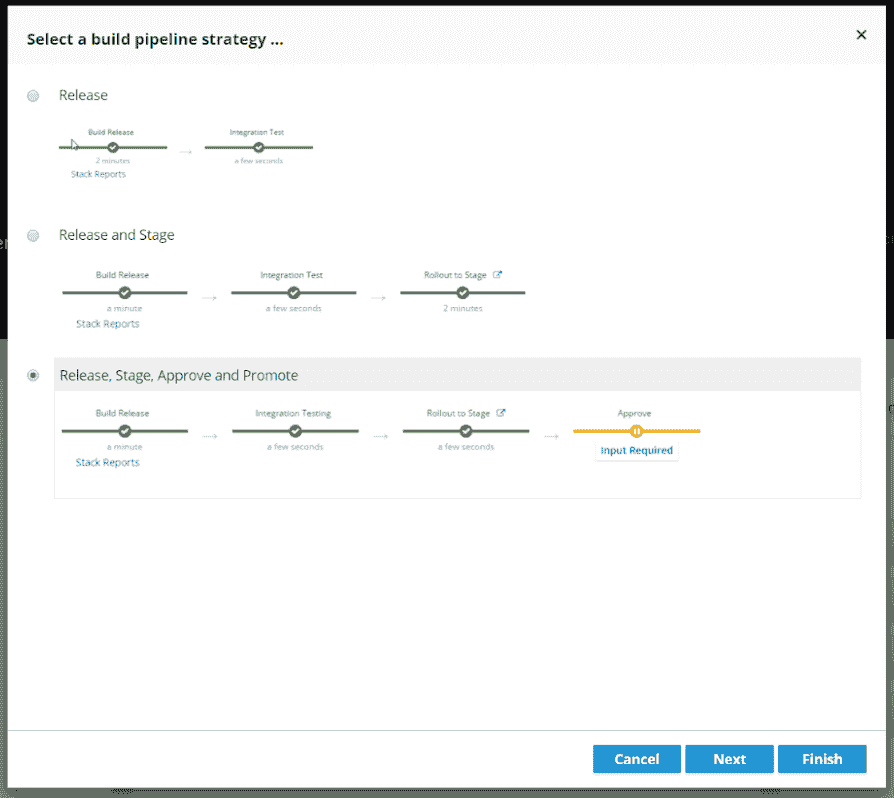 Select a build pipeline strategy ...
Release
Build Release Integration Test
2 minutes a few seconds
Stack Reports
Release and Stage
Build Release Integration Test Rollout to Stage
a minute a few seconds 2 minutes
Stack Reports
Release, Stage, Approve and Promote
Build Release Integration Testing Rollout to Stage Approve
a minute a few seconds a few seconds Input Required
Stack Reports
Cancel Next Finish